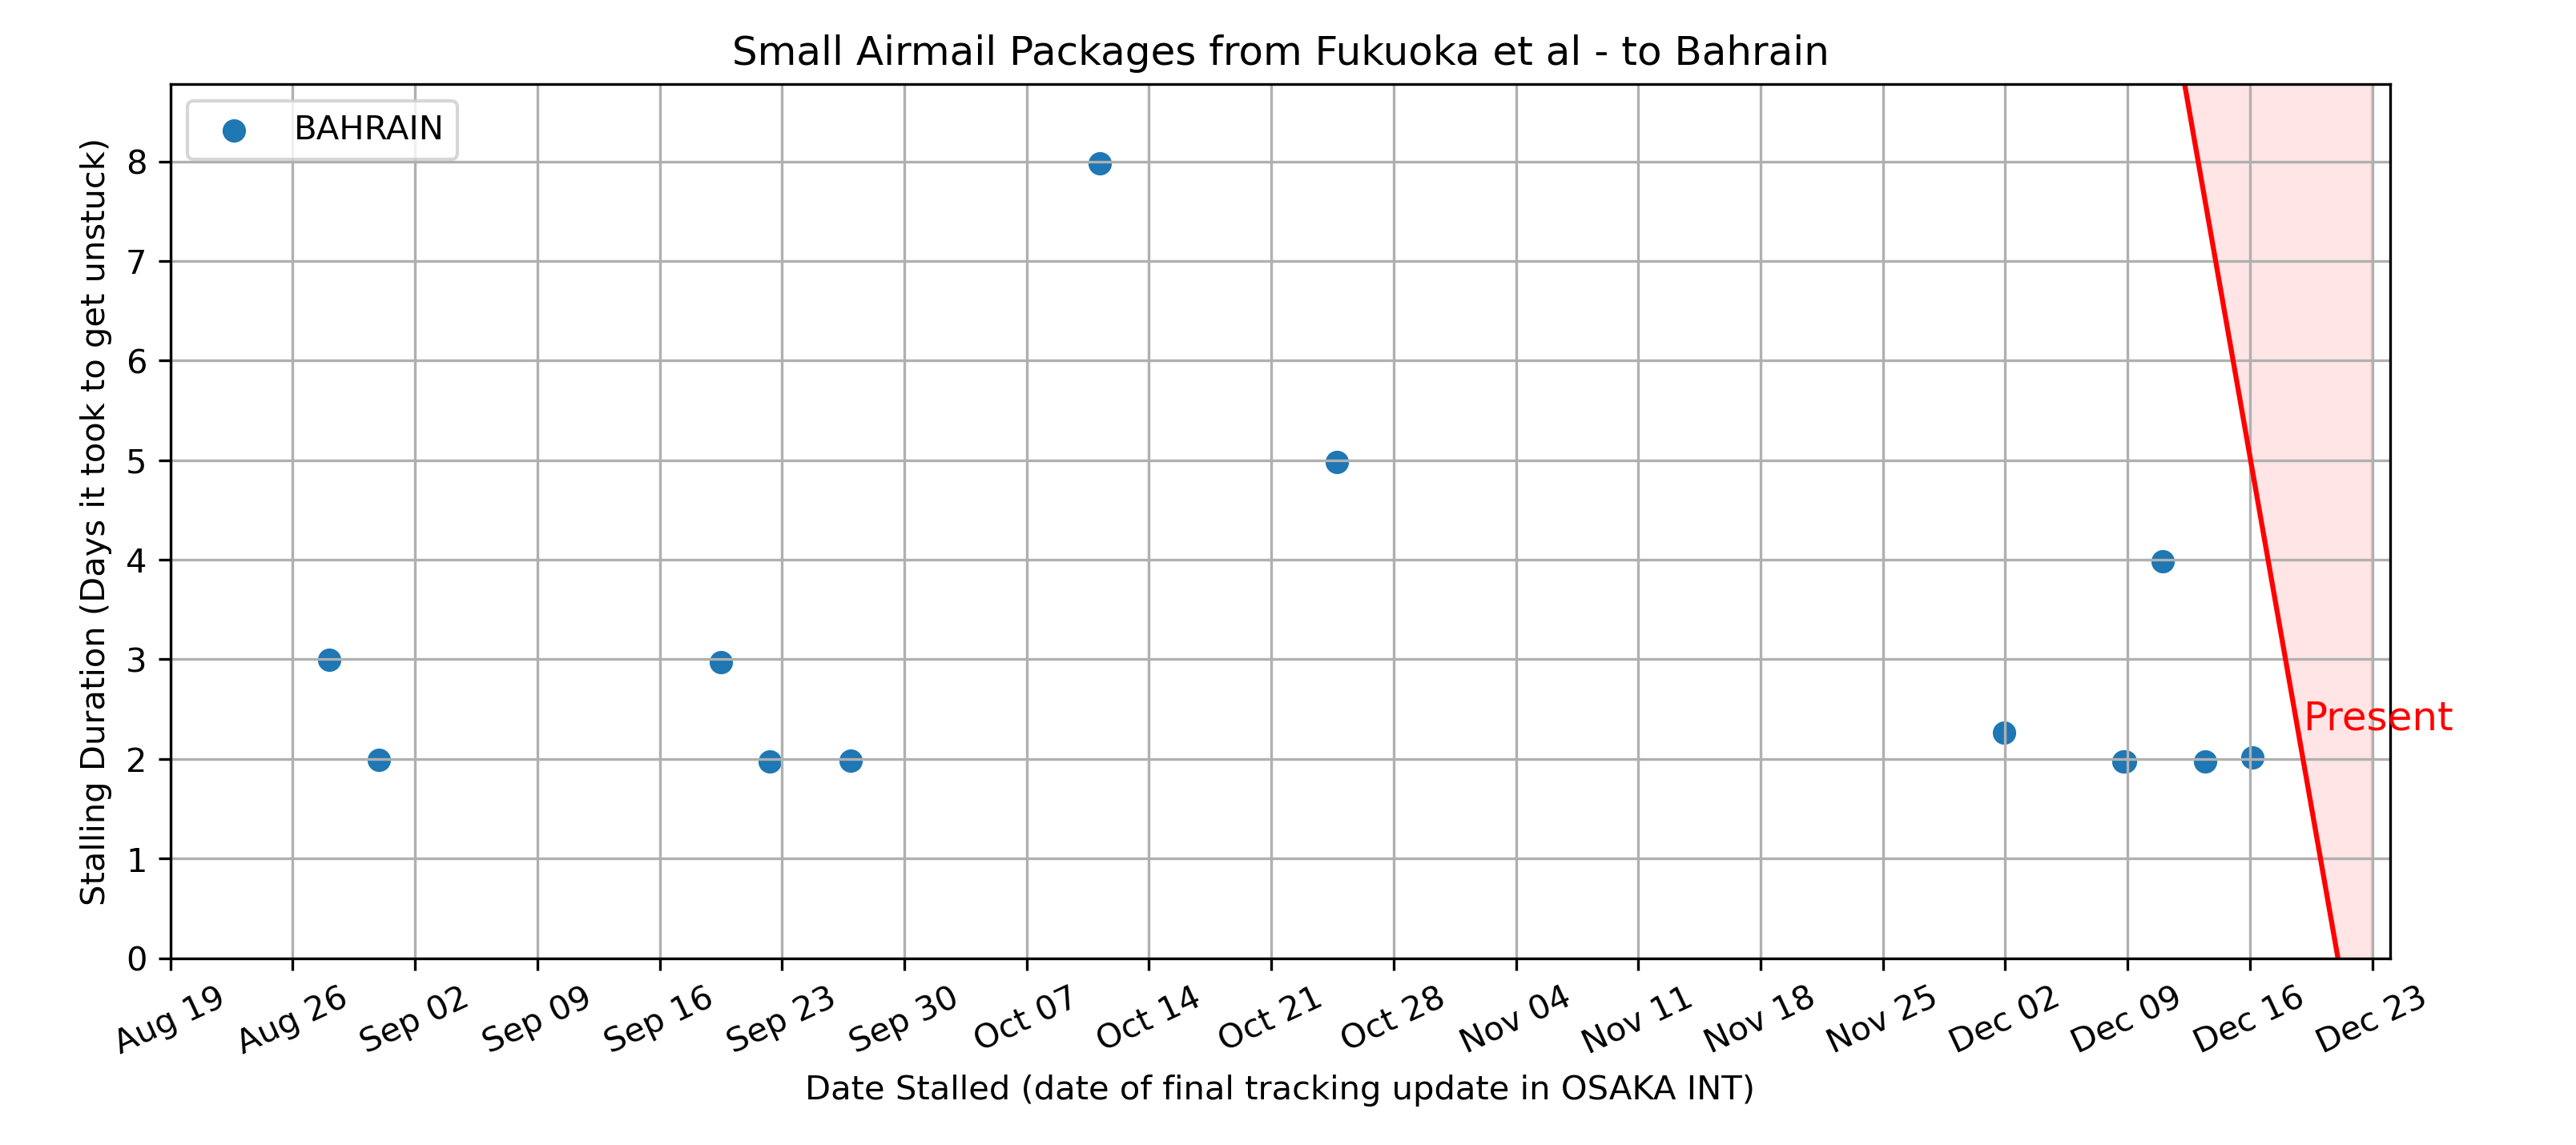 Small Airmail Packages from Fukuoka et al - to Bahrain
BAHRAIN
Stalling Duration (Days it took to get unstuck)
8
7
6
5
4
3
2
1
0
Present
Aug 19 Aug 26 Sep 02 Sep 09 Sep 16 Sep 23 Sep 30 Oct 07 Oct 14 Oct 21 Oct 28 Nov 04 Nov 11 Nov 18 Nov 25 Dec 02 Dec 09 Dec 16 Dec 23
Date Stalled (date of final tracking update in OSAKA INT)